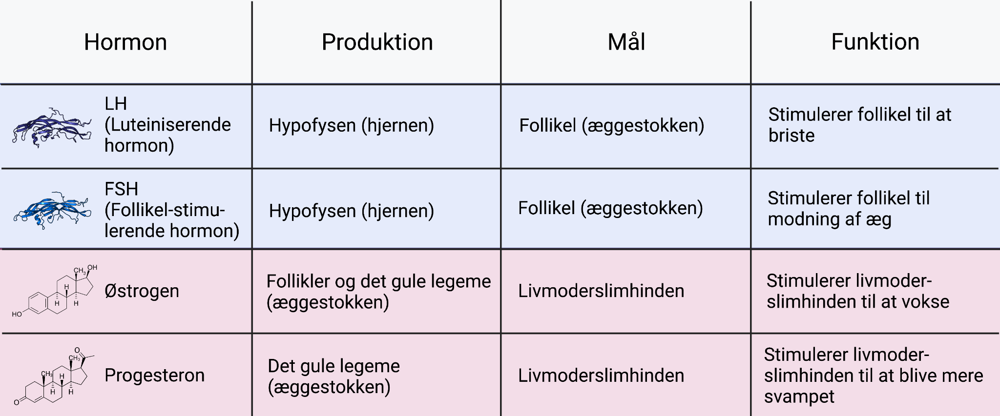 Hormon
Produktion
Mål
Funktion
LH
(Luteiniserende
hormon)
Hypofysen (hjernen)
Follikel (æggestokken)
Stimulerer follikel til at
briste
FSH
(Follikel-stimu-
lerende hormon)
Hypofysen (hjernen)
Follikel (æggestokken)
Stimulerer follikel til
modning af æg
CH3
OH
H
H
H
HO
Østrogen
Follikler og det gule legeme
(æggestokken)
Livmoderslimhinden
Stimulerer livmoder-
slimhinden til at vokse
O
CH3
CH3
H
H
H
O
Progesteron
Det gule legeme
(æggestokken)
Livmoderslimhinden
Stimulerer livmoder-
slimhinden til at blive mere
svampet